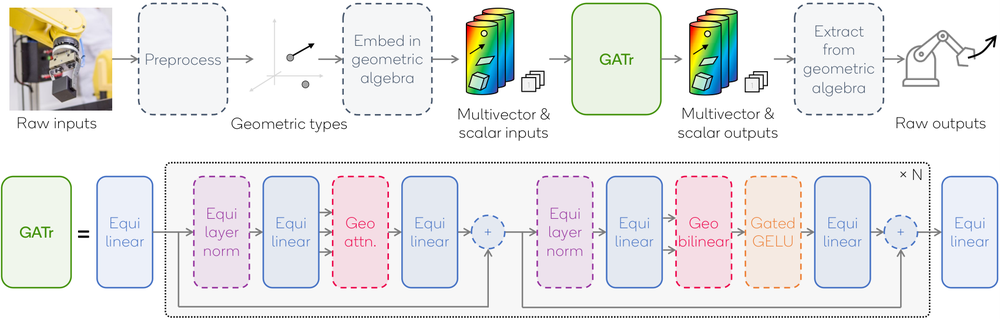 Preprocess
Embed in
geometric
algebra
GATr
Extract from
geometric
algebra
Raw inputs
Geometric types
Multivector &
scalar inputs
Multivector &
scalar outputs
Raw outputs
× N
GATr
=
Equi
linear
Equi
layer
norm
Equi
linear
Geo
attn.
Equi
linear
+
Equi
layer
norm
Equi
linear
Geo
bilinear
Gated
GELU
Equi
linear
+
Equi
linear